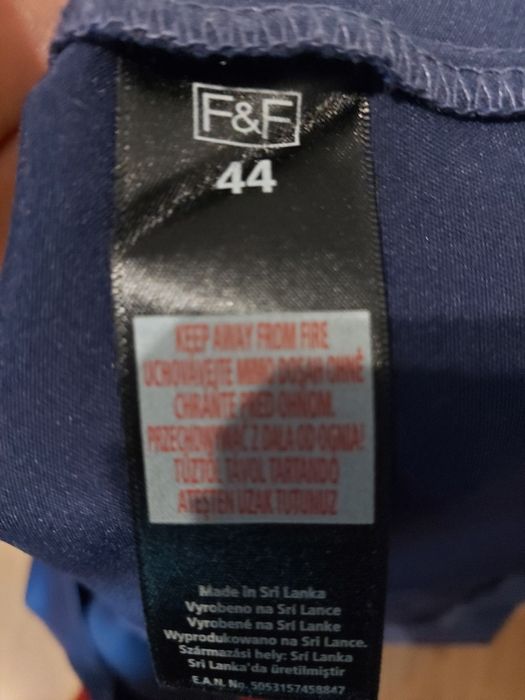 F&F
44
KEEP AWAY FROM FIRE
UCHOVÁVEJTE MIMO DOSAH OHNĚ
CHRÁŇTE PRED OHŇOM.
PRZECHOWYWAĆ Z DALA OD OGNIA!
TŰZTŐL TÁVOL TARTANDÓ
ATEŞTEN UZAK TUTUNUZ
Made in Sri Lanka
Vyrobeno na Srí Lance
Vyrobené na Srí Lanke
Wyprodukowano na Sri Lance.
Származási hely: Srí Lanka
Sri Lanka'da üretilmiştir
E.A.N. No. 5053157458847